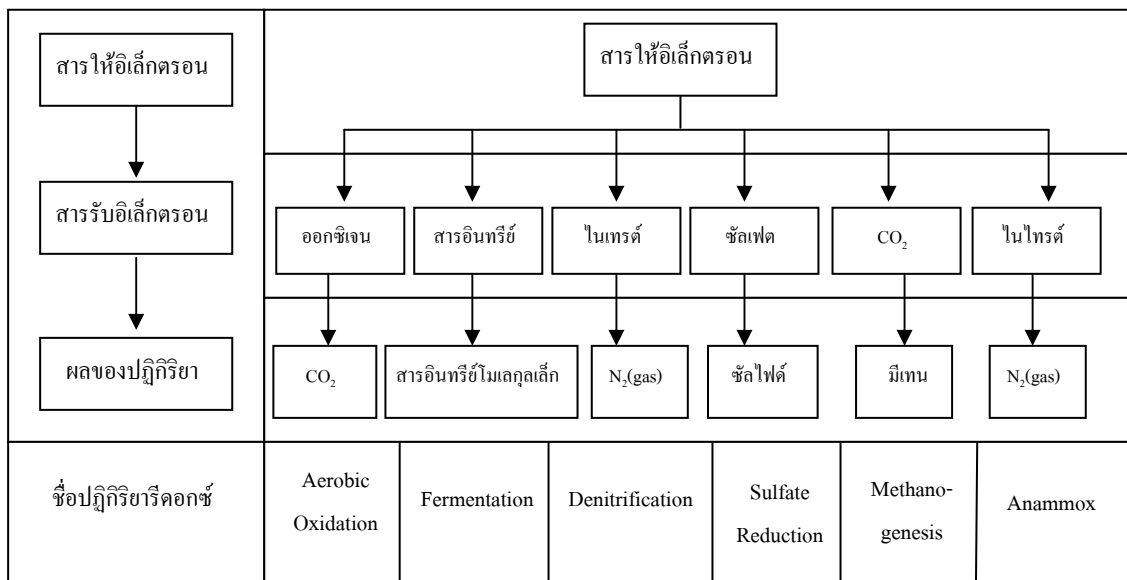 สารให้อิเล็กตรอน
สารให้อิเล็กตรอน
สารรับอิเล็กตรอน
ออกซิเจน
สารอินทรีย์
ไนเทรต์
ซัลเฟต
CO₂
ในไทรต์
ผลของปฏิกิริยา
CO₂
สารอินทรีย์โมเลกุลเล็ก
N₂(gas)
ซัลไฟด์
มีเทน
N₂(gas)
ชื่อปฏิกิริยารีดอกซ์
Aerobic
Oxidation
Fermentation
Denitrification
Sulfate
Reduction
Methano-
genesis
Anammox